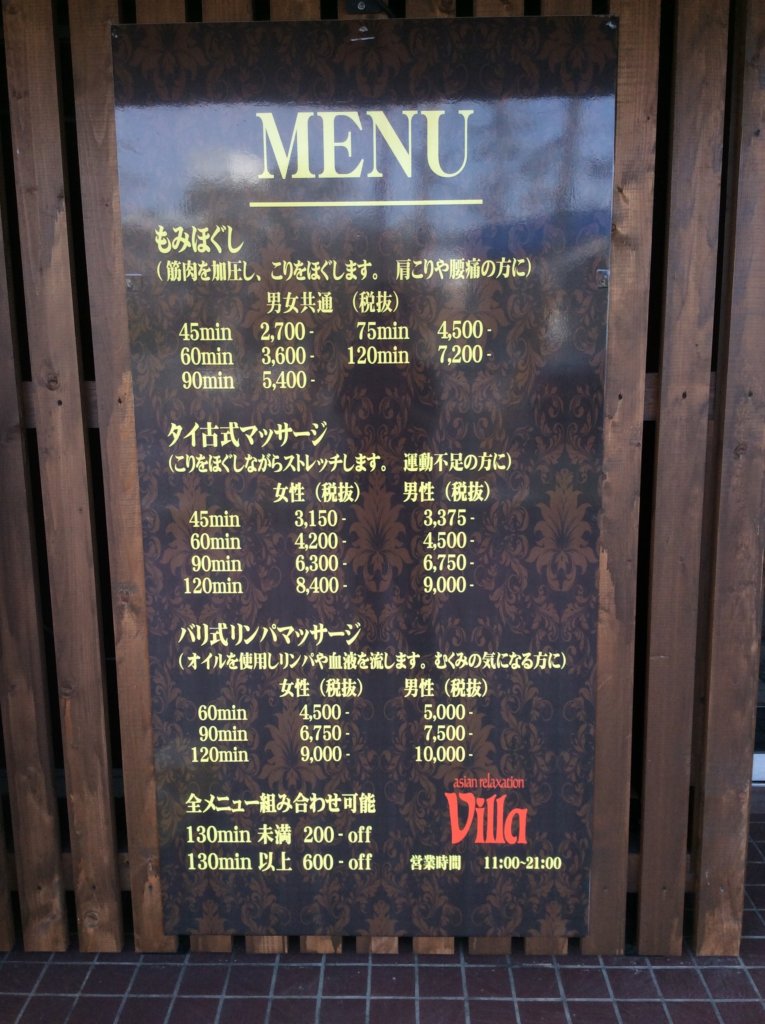 MENU
もみほぐし
(筋肉を加圧し、こりをほぐします。 肩こりや腰痛の方に)
男女共通 (税抜)
45min 2,700- 75min 4,500-
60min 3,600- 120min 7,200-
90min 5,400-
タイ古式マッサージ
(こりをほぐしながらストレッチします。 運動不足の方に)
女性(税抜) 男性(税抜)
45min 3,150- 3,375-
60min 4,200- 4,500-
90min 6,300- 6,750-
120min 8,400- 9,000-
バリ式リンパマッサージ
(オイルを使用しリンパや血液を流します。むくみの気になる方に)
女性(税抜) 男性(税抜)
60min 4,500- 5,000-
90min 6,750- 7,500-
120min 9,000- 10,000-
全メニュー組み合わせ可能
130min 未満 200-off
130min 以上 600-off
asian relaxation
Villa
営業時間 11:00~21:00